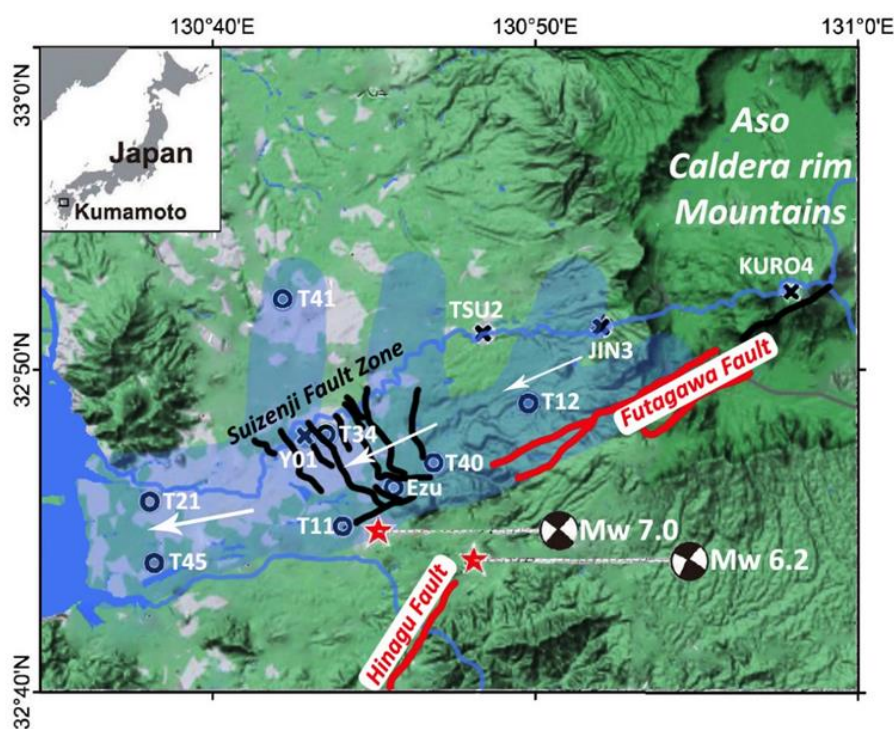 130°40'E
130°50'E
131°0'E
33°0'N
32°50'N
32°40'N
Japan
Kumamoto
Aso
Caldera rim
Mountains
KURO4
TSU2
JIN3
T41
Suizenji Fault Zone
Futagawa Fault
T12
T34
Y01
T40
Ezu
T21
T11
T45
Mw 7.0
Mw 6.2
Hinagu Fault